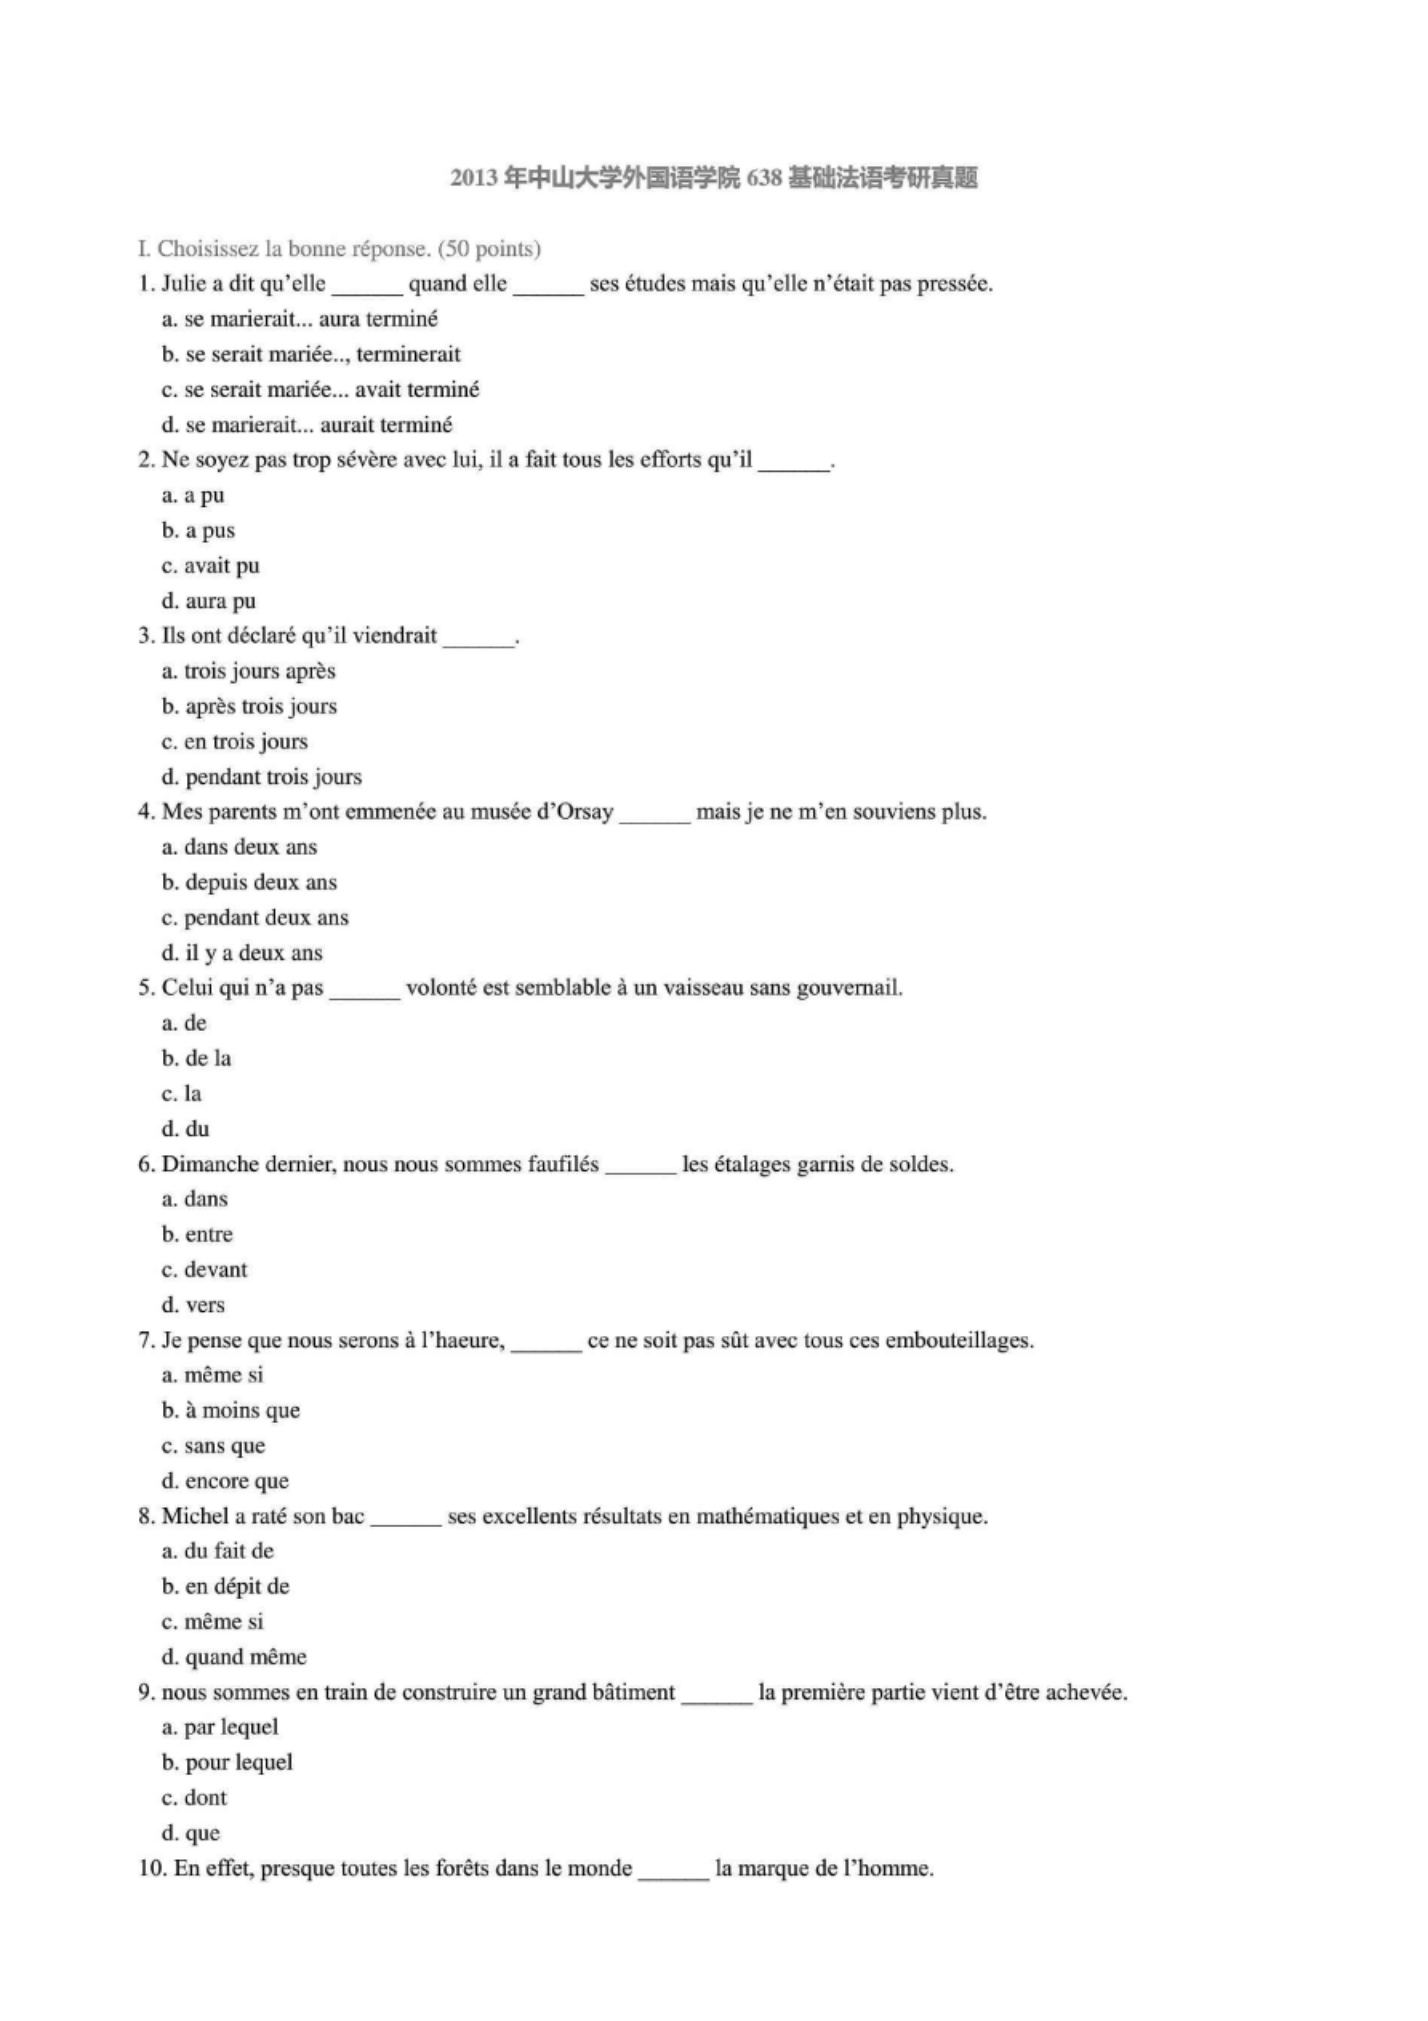 2013 年中山大学外国语学院 638 基础法语考研真题
I. Choisissez la bonne réponse. (50 points)
1. Julie a dit qu’elle ______ quand elle ______ ses études mais qu’elle n’était pas pressée.
a. se marierait... aura terminé
b. se serait mariée.., terminerait
c. se serait mariée... avait terminé
d. se marierait... aurait terminé
2. Ne soyez pas trop sévère avec lui, il a fait tous les efforts qu’il ______.
a. a pu
b. a pus
c. avait pu
d. aura pu
3. Ils ont déclaré qu’il viendrait ______.
a. trois jours après
b. après trois jours
c. en trois jours
d. pendant trois jours
4. Mes parents m’ont emmenée au musée d’Orsay ______ mais je ne m’en souviens plus.
a. dans deux ans
b. depuis deux ans
c. pendant deux ans
d. il y a deux ans
5. Celui qui n’a pas ______ volonté est semblable à un vaisseau sans gouvernail.
a. de
b. de la
c. la
d. du
6. Dimanche dernier, nous nous sommes faufilés ______ les étalages garnis de soldes.
a. dans
b. entre
c. devant
d. vers
7. Je pense que nous serons à l’haeure, ______ ce ne soit pas sût avec tous ces embouteillages.
a. même si
b. à moins que
c. sans que
d. encore que
8. Michel a raté son bac ______ ses excellents résultats en mathématiques et en physique.
a. du fait de
b. en dépit de
c. même si
d. quand même
9. nous sommes en train de construire un grand bâtiment ______ la première partie vient d’être achevée.
a. par lequel
b. pour lequel
c. dont
d. que
10. En effet, presque toutes les forêts dans le monde ______ la marque de l’homme.